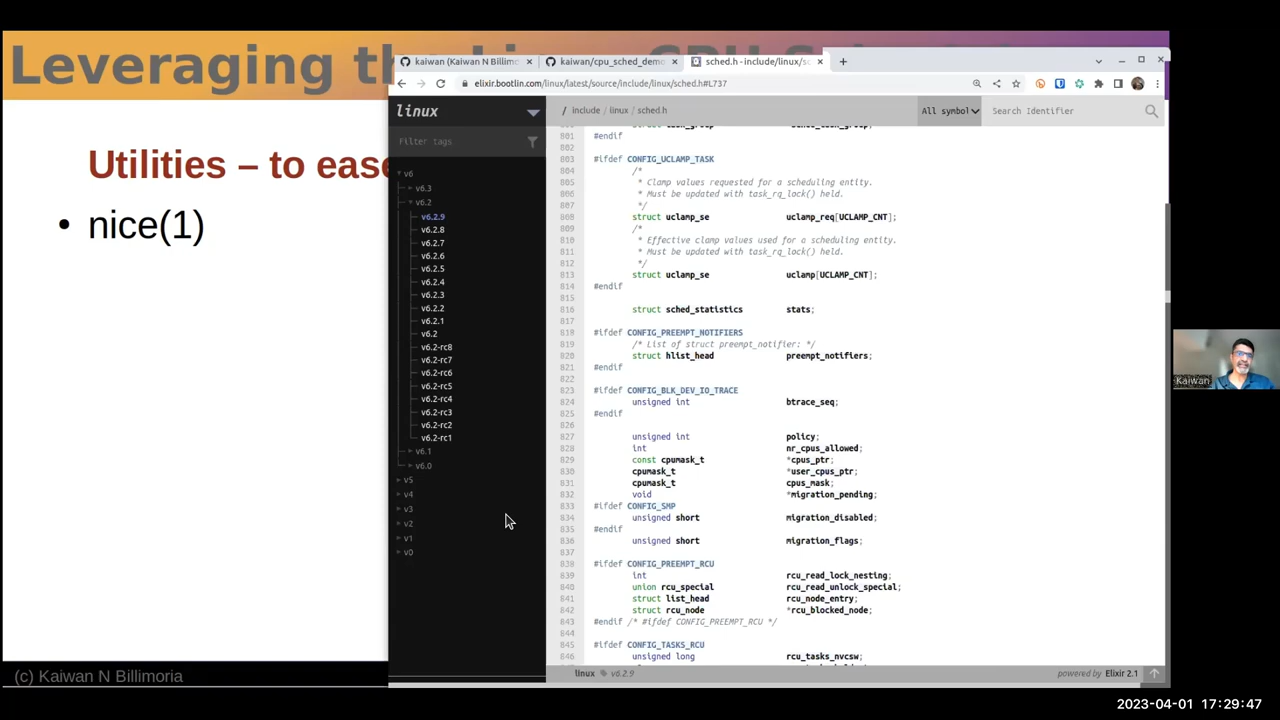 Leveraging th
Utilities – to ease
• nice(1)
(c) Kaiwan N Billimoria
kaiwan (Kaiwan N Billimoria
kaiwan/cpu_sched_demo
sched.h - include/linux/sc
elixir.bootlin.com/linux/latest/source/include/linux/sched.h#L737
linux
/ include / linux / sched.h
All symbol
Search Identifier
Filter tags
v6
v6.3
v6.2
v6.2.9
v6.2.8
v6.2.7
v6.2.6
v6.2.5
v6.2.4
v6.2.3
v6.2.2
v6.2.1
v6.2
v6.2-rc8
v6.2-rc7
v6.2-rc6
v6.2-rc5
v6.2-rc4
v6.2-rc3
v6.2-rc2
v6.2-rc1
v6.1
v6.0
v5
v4
v3
v2
v1
v0
801 #endif
802
803 #ifdef CONFIG_UCLAMP_TASK
804 /*
805 * Clamp values requested for a scheduling entity.
806 * Must be updated with task_rq_lock() held.
807 */
808 struct uclamp_se uclamp_req[UCLAMP_CNT];
809 /*
810 * Effective clamp values used for a scheduling entity.
811 * Must be updated with task_rq_lock() held.
812 */
813 struct uclamp_se uclamp[UCLAMP_CNT];
814 #endif
815
816 struct sched_statistics stats;
817
818 #ifdef CONFIG_PREEMPT_NOTIFIERS
819 /* List of struct preempt_notifier: */
820 struct hlist_head preempt_notifiers;
821 #endif
822
823 #ifdef CONFIG_BLK_DEV_IO_TRACE
824 unsigned int btrace_seq;
825 #endif
826
827 unsigned int policy;
828 int nr_cpus_allowed;
829 const cpumask_t *cpus_ptr;
830 cpumask_t *user_cpus_ptr;
831 cpumask_t cpus_mask;
832 void *migration_pending;
833 #ifdef CONFIG_SMP
834 unsigned short migration_disabled;
835 #endif
836 unsigned short migration_flags;
837
838 #ifdef CONFIG_PREEMPT_RCU
839 int rcu_read_lock_nesting;
840 union rcu_special rcu_read_unlock_special;
841 struct list_head rcu_node_entry;
842 struct rcu_node *rcu_blocked_node;
843 #endif /* #ifdef CONFIG_PREEMPT_RCU */
844
845 #ifdef CONFIG_TASKS_RCU
846 unsigned long rcu_tasks_nvcsw;
linux v6.2.9
powered by Elixir 2.1
Kaiwan
2023-04-01 17:29:47